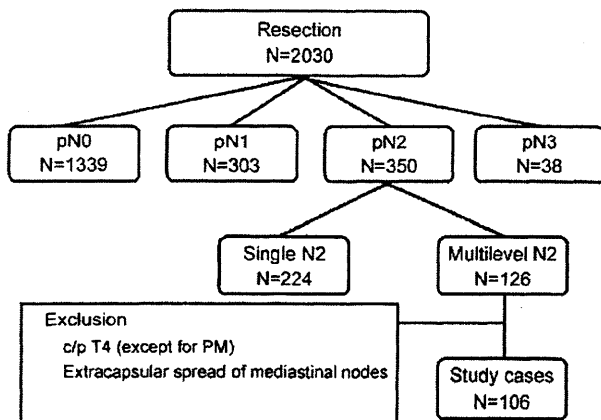 Resection
N=2030
pN0
N=1339
pN1
N=303
pN2
N=350
pN3
N=38
Single N2
N=224
Multilevel N2
N=126
Exclusion
c/p T4 (except for PM)
Extracapsular spread of mediastinal nodes
Study cases
N=106